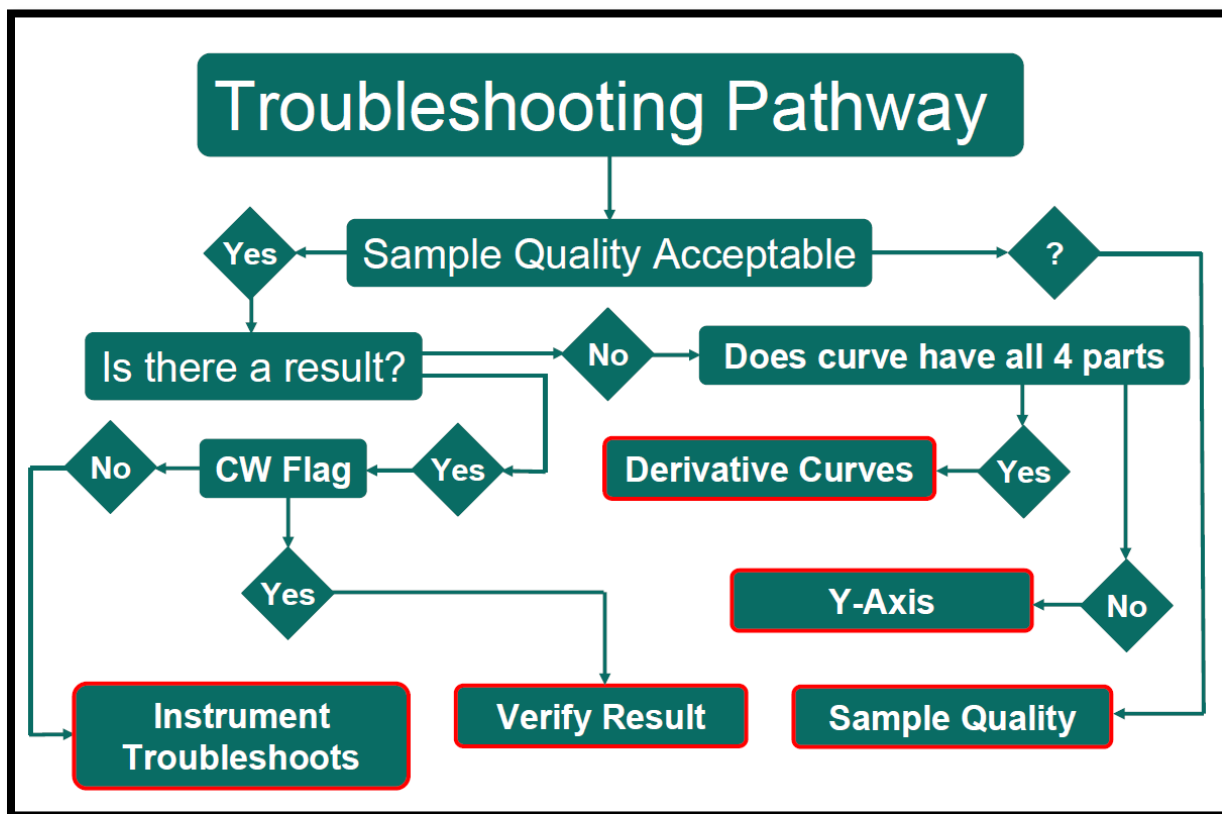 Troubleshooting Pathway
Yes
Sample Quality Acceptable
?
Is there a result?
No
Does curve have all 4 parts
No
CW Flag
Yes
Derivative Curves
Yes
Yes
Y-Axis
No
Instrument
Troubleshoots
Verify Result
Sample Quality